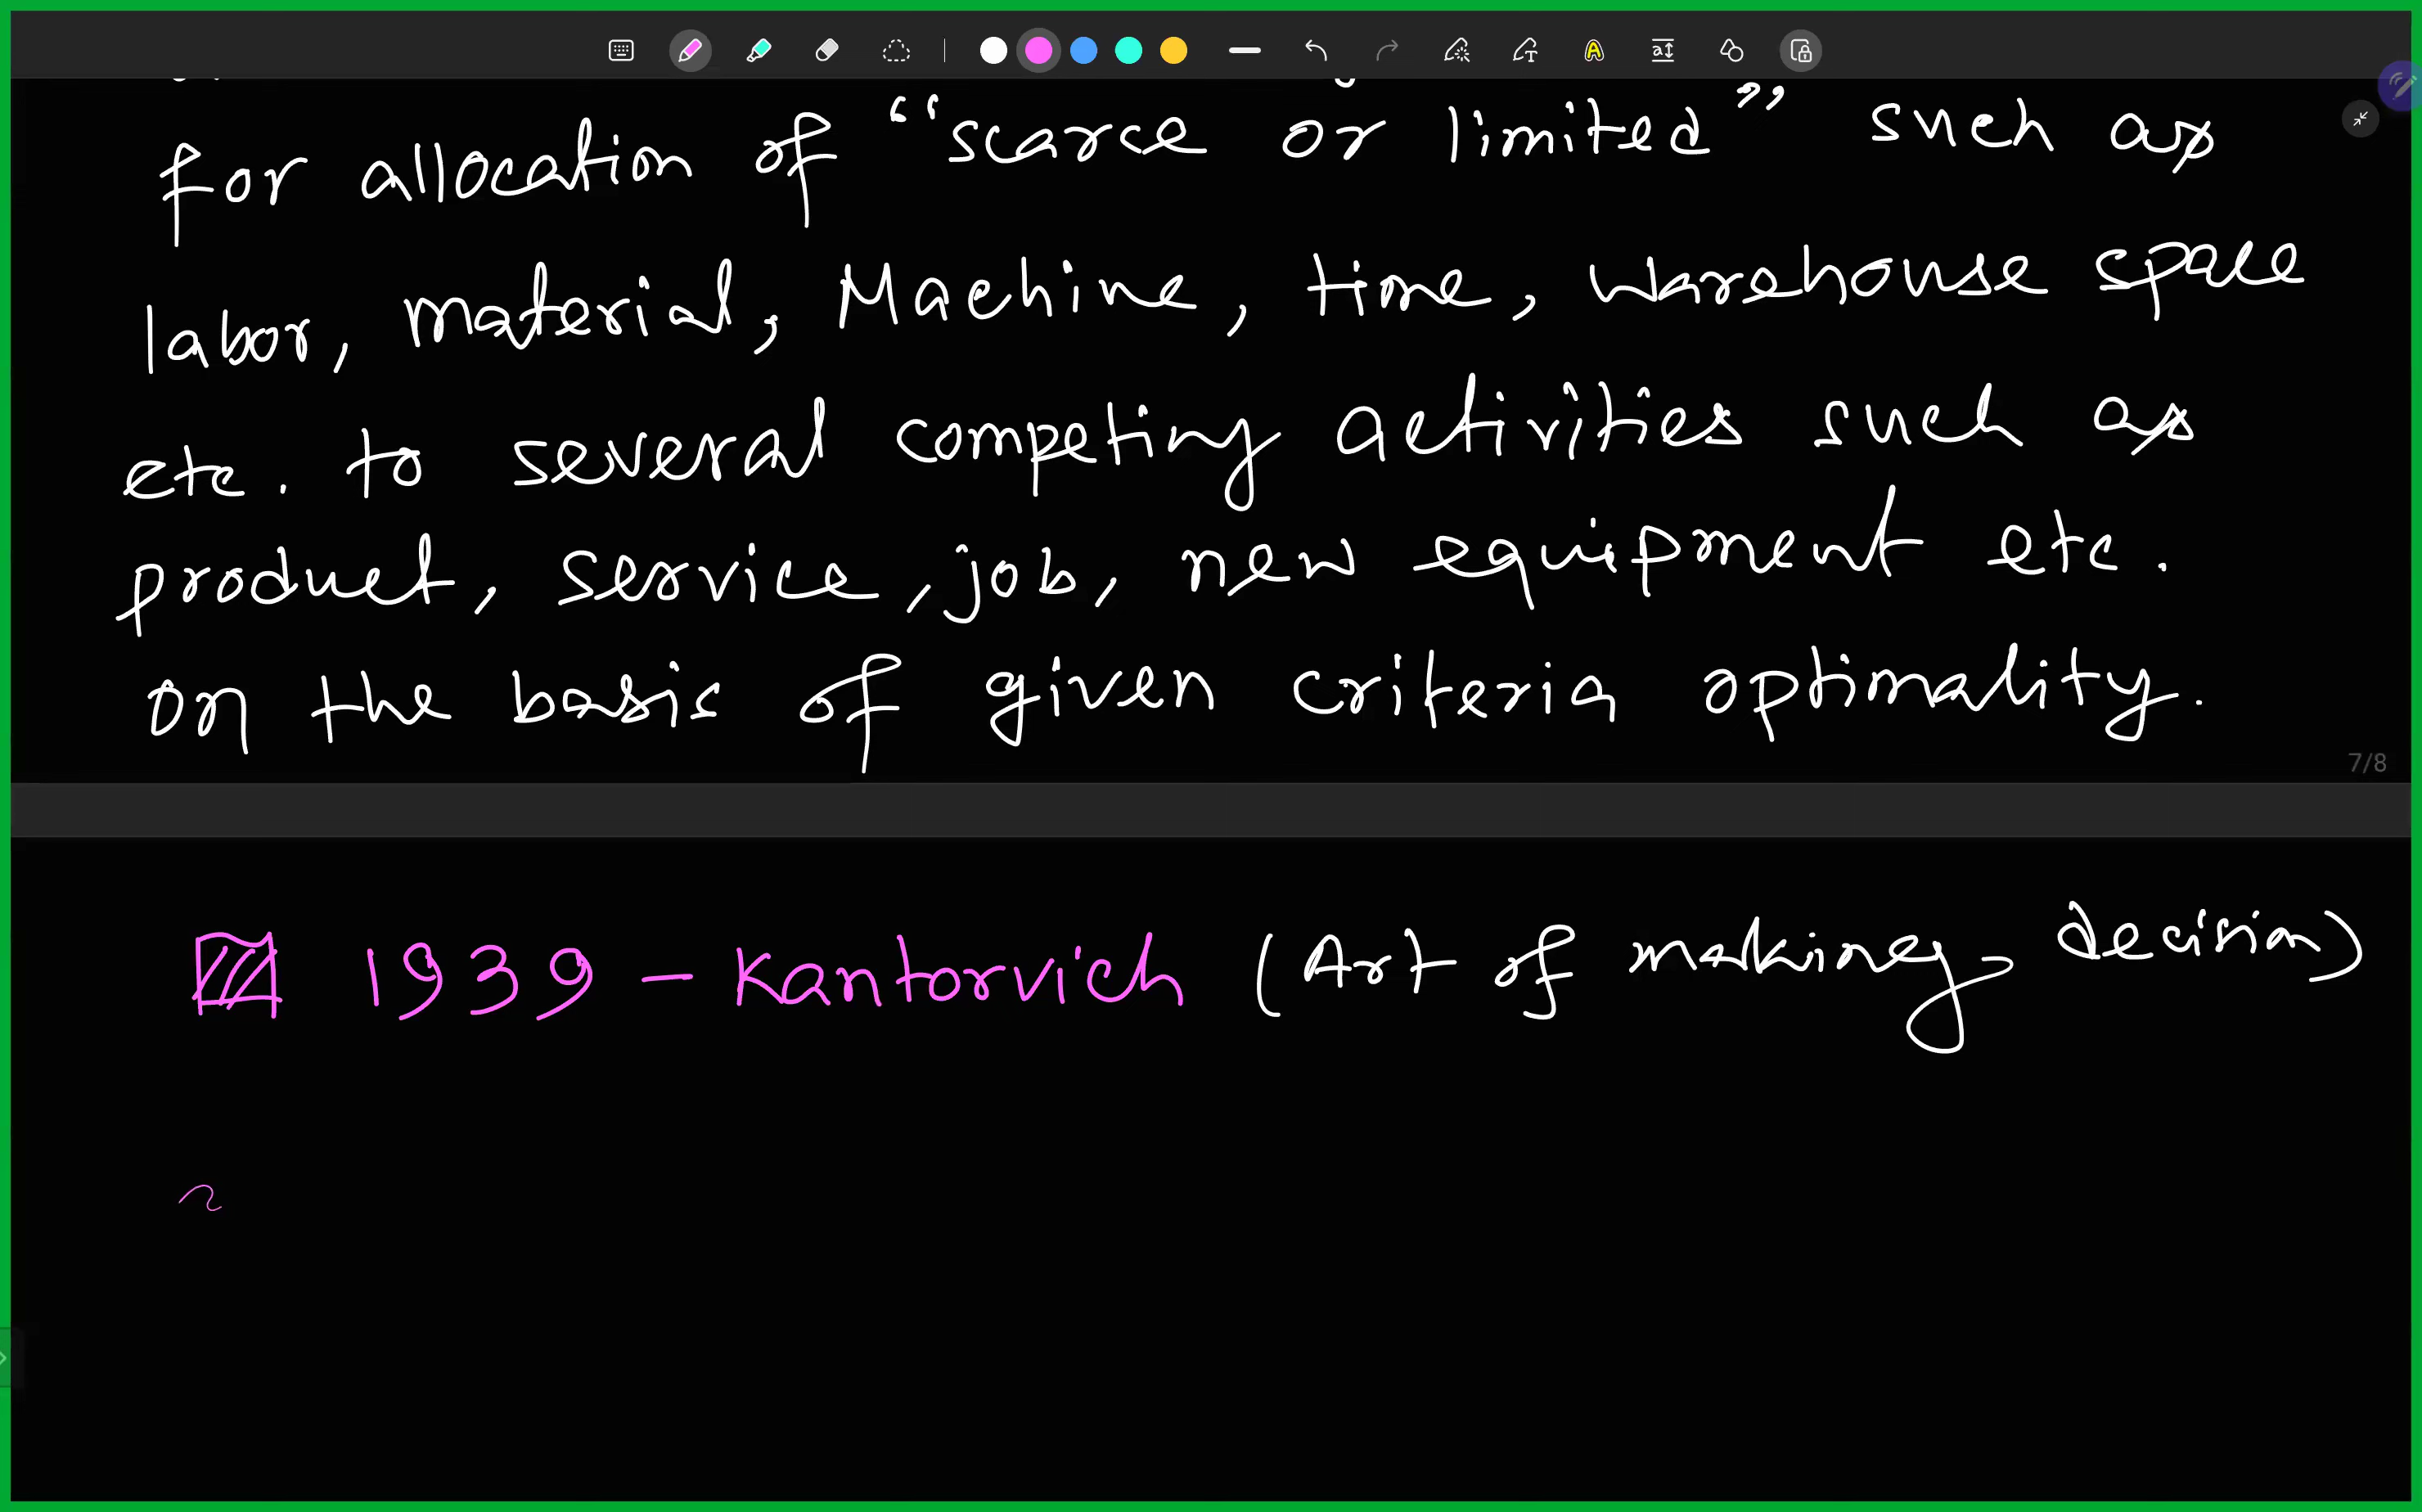 for allocation of “scarce or limited” such as
labor, material, Machine, time, warehouse space
etc. to several competing activities such as
product, service, job, new equipment etc.
on the basis of given criteria optimality.
7/8
1939 - Kantorvich (Art of making decision)